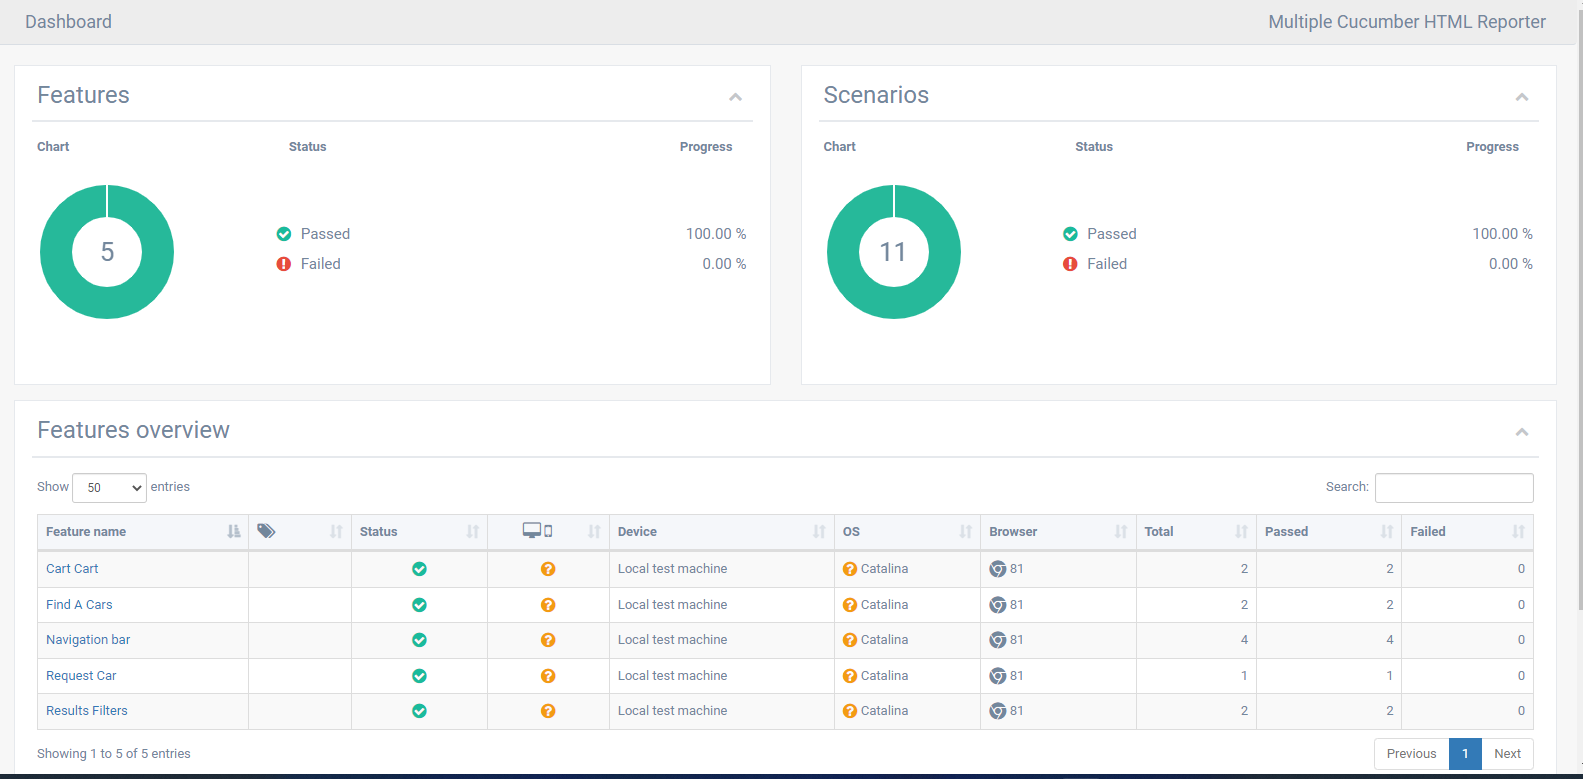 Dashboard Multiple Cucumber HTML Reporter
Features
Chart Status Progress
5
Passed 100.00 %
Failed 0.00 %
Scenarios
Chart Status Progress
11
Passed 100.00 %
Failed 0.00 %
Features overview
Show 50 entries Search:
Feature name Status Device OS Browser Total Passed Failed
Cart Cart Local test machine Catalina 81 2 2 0
Find A Cars Local test machine Catalina 81 2 2 0
Navigation bar Local test machine Catalina 81 4 4 0
Request Car Local test machine Catalina 81 1 1 0
Results Filters Local test machine Catalina 81 2 2 0
Showing 1 to 5 of 5 entries Previous 1 Next